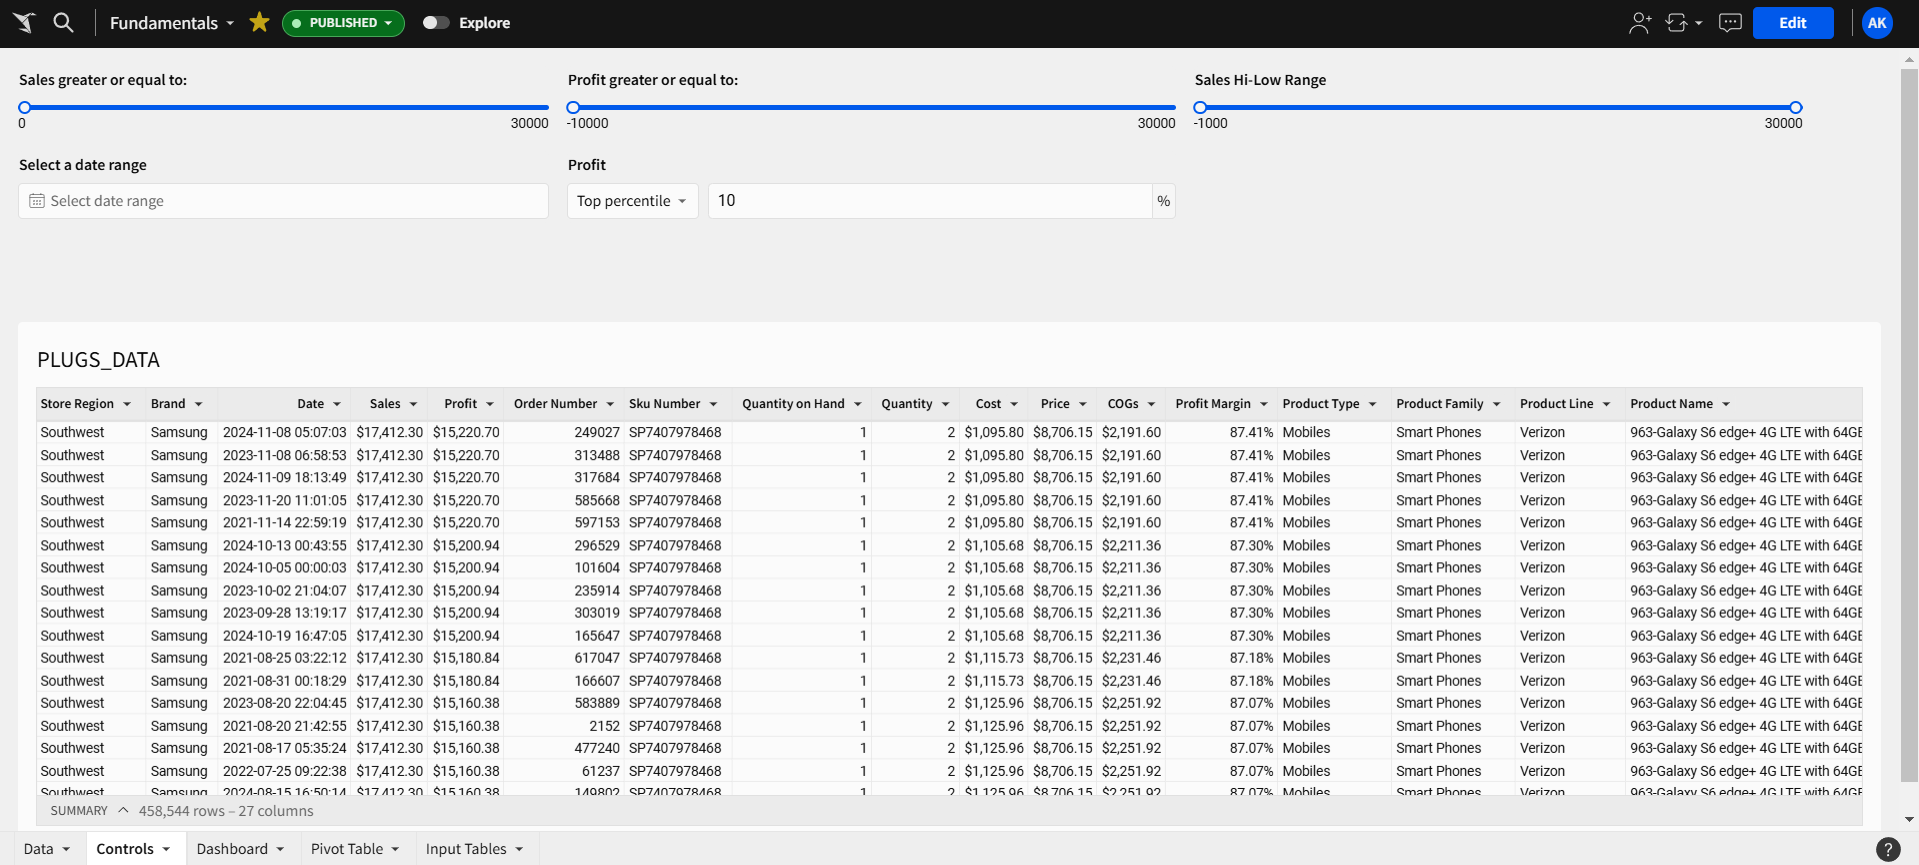 Fundamentals PUBLISHED Explore Edit AK
Sales greater or equal to: Profit greater or equal to: Sales Hi-Low Range
0 30000 -10000 30000 -1000 30000
Select a date range Profit
Select date range Top percentile 10 %
PLUGS_DATA
Store Region Brand Date Sales Profit Order Number Sku Number Quantity on Hand Quantity Cost Price COGs Profit Margin Product Type Product Family Product Line Product Name
Southwest Samsung 2024-11-08 05:07:03 $17,412.30 $15,220.70 249027 SP7407978468 1 2 $1,095.80 $8,706.15 $2,191.60 87.41% Mobiles Smart Phones Verizon 963-Galaxy S6 edge+ 4G LTE with 64GB
Southwest Samsung 2023-11-08 06:58:53 $17,412.30 $15,220.70 313488 SP7407978468 1 2 $1,095.80 $8,706.15 $2,191.60 87.41% Mobiles Smart Phones Verizon 963-Galaxy S6 edge+ 4G LTE with 64GB
Southwest Samsung 2024-11-09 18:13:49 $17,412.30 $15,220.70 317684 SP7407978468 1 2 $1,095.80 $8,706.15 $2,191.60 87.41% Mobiles Smart Phones Verizon 963-Galaxy S6 edge+ 4G LTE with 64GB
Southwest Samsung 2023-11-20 11:01:05 $17,412.30 $15,220.70 585668 SP7407978468 1 2 $1,095.80 $8,706.15 $2,191.60 87.41% Mobiles Smart Phones Verizon 963-Galaxy S6 edge+ 4G LTE with 64GB
Southwest Samsung 2021-11-14 22:59:19 $17,412.30 $15,220.70 597153 SP7407978468 1 2 $1,095.80 $8,706.15 $2,191.60 87.41% Mobiles Smart Phones Verizon 963-Galaxy S6 edge+ 4G LTE with 64GB
Southwest Samsung 2024-10-13 00:43:55 $17,412.30 $15,200.94 296529 SP7407978468 1 2 $1,105.68 $8,706.15 $2,211.36 87.30% Mobiles Smart Phones Verizon 963-Galaxy S6 edge+ 4G LTE with 64GB
Southwest Samsung 2024-10-05 00:00:03 $17,412.30 $15,200.94 101604 SP7407978468 1 2 $1,105.68 $8,706.15 $2,211.36 87.30% Mobiles Smart Phones Verizon 963-Galaxy S6 edge+ 4G LTE with 64GB
Southwest Samsung 2023-10-02 21:04:07 $17,412.30 $15,200.94 235914 SP7407978468 1 2 $1,105.68 $8,706.15 $2,211.36 87.30% Mobiles Smart Phones Verizon 963-Galaxy S6 edge+ 4G LTE with 64GB
Southwest Samsung 2023-09-28 13:19:17 $17,412.30 $15,200.94 303019 SP7407978468 1 2 $1,105.68 $8,706.15 $2,211.36 87.30% Mobiles Smart Phones Verizon 963-Galaxy S6 edge+ 4G LTE with 64GB
Southwest Samsung 2024-10-19 16:47:05 $17,412.30 $15,200.94 165647 SP7407978468 1 2 $1,105.68 $8,706.15 $2,211.36 87.30% Mobiles Smart Phones Verizon 963-Galaxy S6 edge+ 4G LTE with 64GB
Southwest Samsung 2021-08-25 03:22:12 $17,412.30 $15,180.84 617047 SP7407978468 1 2 $1,115.73 $8,706.15 $2,231.46 87.18% Mobiles Smart Phones Verizon 963-Galaxy S6 edge+ 4G LTE with 64GB
Southwest Samsung 2021-08-31 00:18:29 $17,412.30 $15,180.84 166607 SP7407978468 1 2 $1,115.73 $8,706.15 $2,231.46 87.18% Mobiles Smart Phones Verizon 963-Galaxy S6 edge+ 4G LTE with 64GB
Southwest Samsung 2023-08-20 22:04:45 $17,412.30 $15,160.38 583889 SP7407978468 1 2 $1,125.96 $8,706.15 $2,251.92 87.07% Mobiles Smart Phones Verizon 963-Galaxy S6 edge+ 4G LTE with 64GB
Southwest Samsung 2021-08-20 21:42:55 $17,412.30 $15,160.38 2152 SP7407978468 1 2 $1,125.96 $8,706.15 $2,251.92 87.07% Mobiles Smart Phones Verizon 963-Galaxy S6 edge+ 4G LTE with 64GB
Southwest Samsung 2021-08-17 05:35:24 $17,412.30 $15,160.38 477240 SP7407978468 1 2 $1,125.96 $8,706.15 $2,251.92 87.07% Mobiles Smart Phones Verizon 963-Galaxy S6 edge+ 4G LTE with 64GB
Southwest Samsung 2022-07-25 09:22:38 $17,412.30 $15,160.38 61237 SP7407978468 1 2 $1,125.96 $8,706.15 $2,251.92 87.07% Mobiles Smart Phones Verizon 963-Galaxy S6 edge+ 4G LTE with 64GB
Southwest Samsung 2024-08-15 16:50:14 $17,412.30 $15,160.38 149802 SP7407978468 1 2 $1,125.96 $8,706.15 $2,251.92 87.07% Mobiles Smart Phones Verizon 963-Galaxy S6 edge+ 4G LTE with 64GB
SUMMARY 458,544 rows – 27 columns
Data Controls Dashboard Pivot Table Input Tables ?